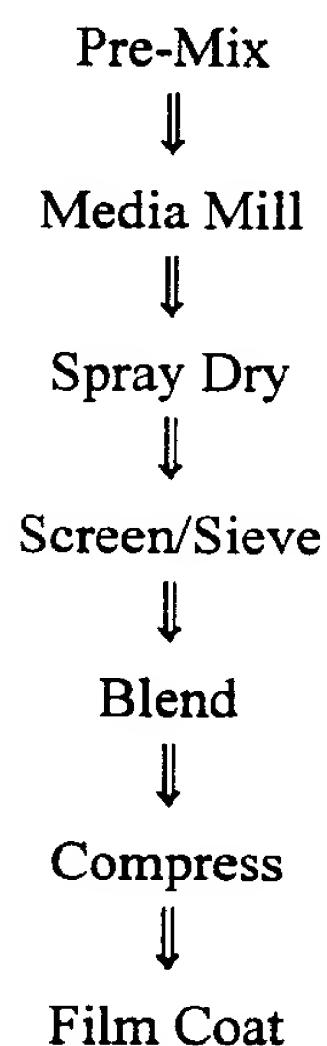 Pre-Mix
⇓
Media Mill
⇓
Spray Dry
⇓
Screen/Sieve
⇓
Blend
⇓
Compress
⇓
Film Coat